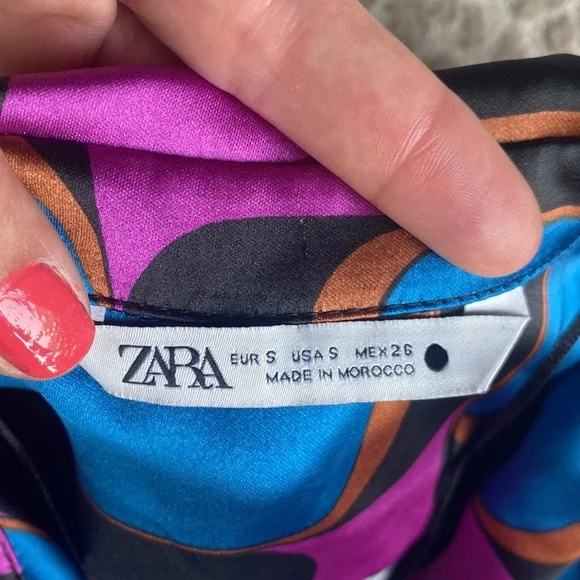 ZARA
EUR S USA S MEX 26
MADE IN MOROCCO